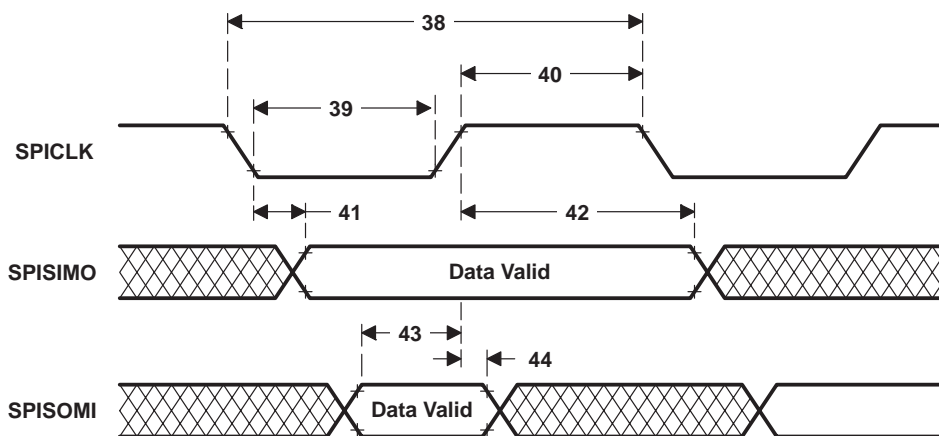 38
40
39
SPICLK
41
42
SPISIMO
Data Valid
43
44
SPISOMI
Data Valid